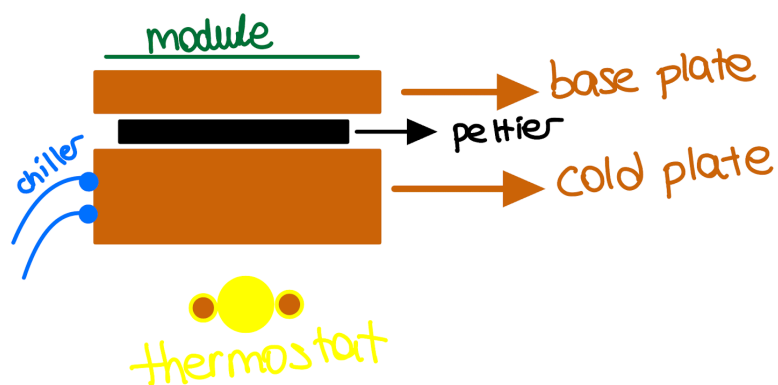 module
base plate
peltier
chiller
cold plate
thermostat